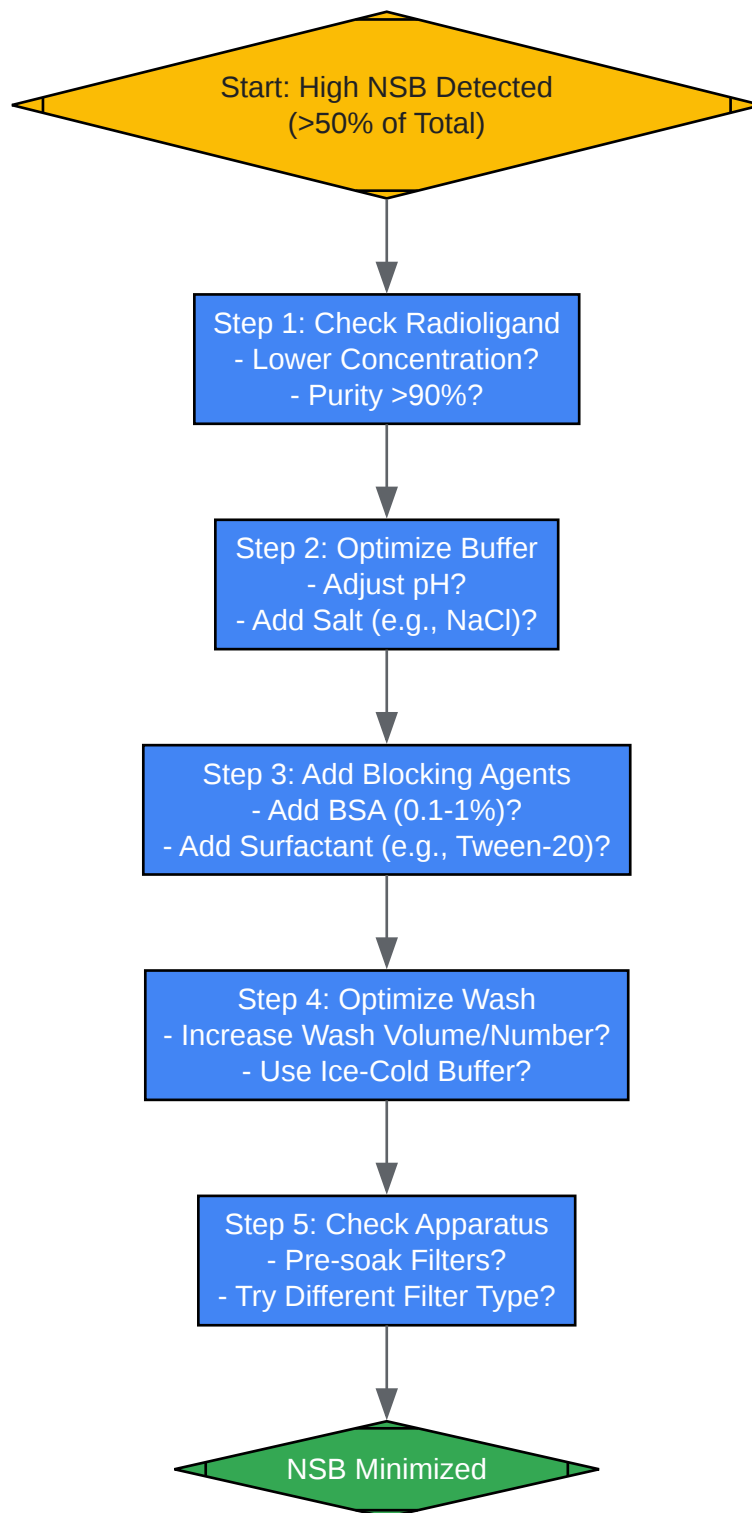 Start: High NSB Detected
(>50% of Total)
Step 1: Check Radioligand
- Lower Concentration?
- Purity >90%?
Step 2: Optimize Buffer
- Adjust pH?
- Add Salt (e.g., NaCl)?
Step 3: Add Blocking Agents
- Add BSA (0.1-1%)?
- Add Surfactant (e.g., Tween-20)?
Step 4: Optimize Wash
- Increase Wash Volume/Number?
- Use Ice-Cold Buffer?
Step 5: Check Apparatus
- Pre-soak Filters?
- Try Different Filter Type?
NSB Minimized